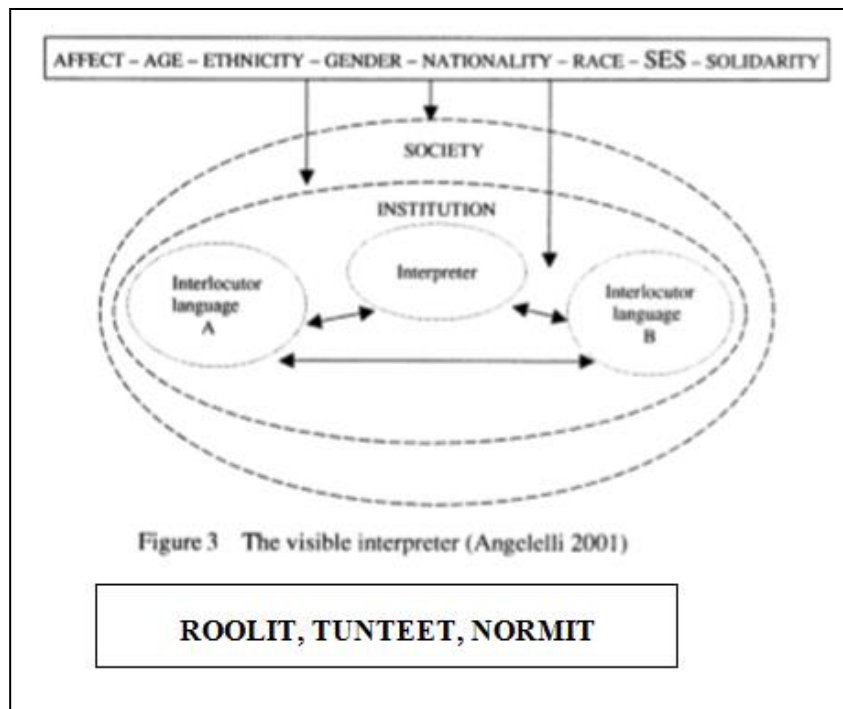 AFFECT – AGE – ETHNICITY – GENDER – NATIONALITY – RACE – SES – SOLIDARITY
SOCIETY
INSTITUTION
Interlocutor
language
A
Interpreter
Interlocutor
language
B
Figure 3 The visible interpreter (Angelelli 2001)
ROOLIT, TUNTEET, NORMIT